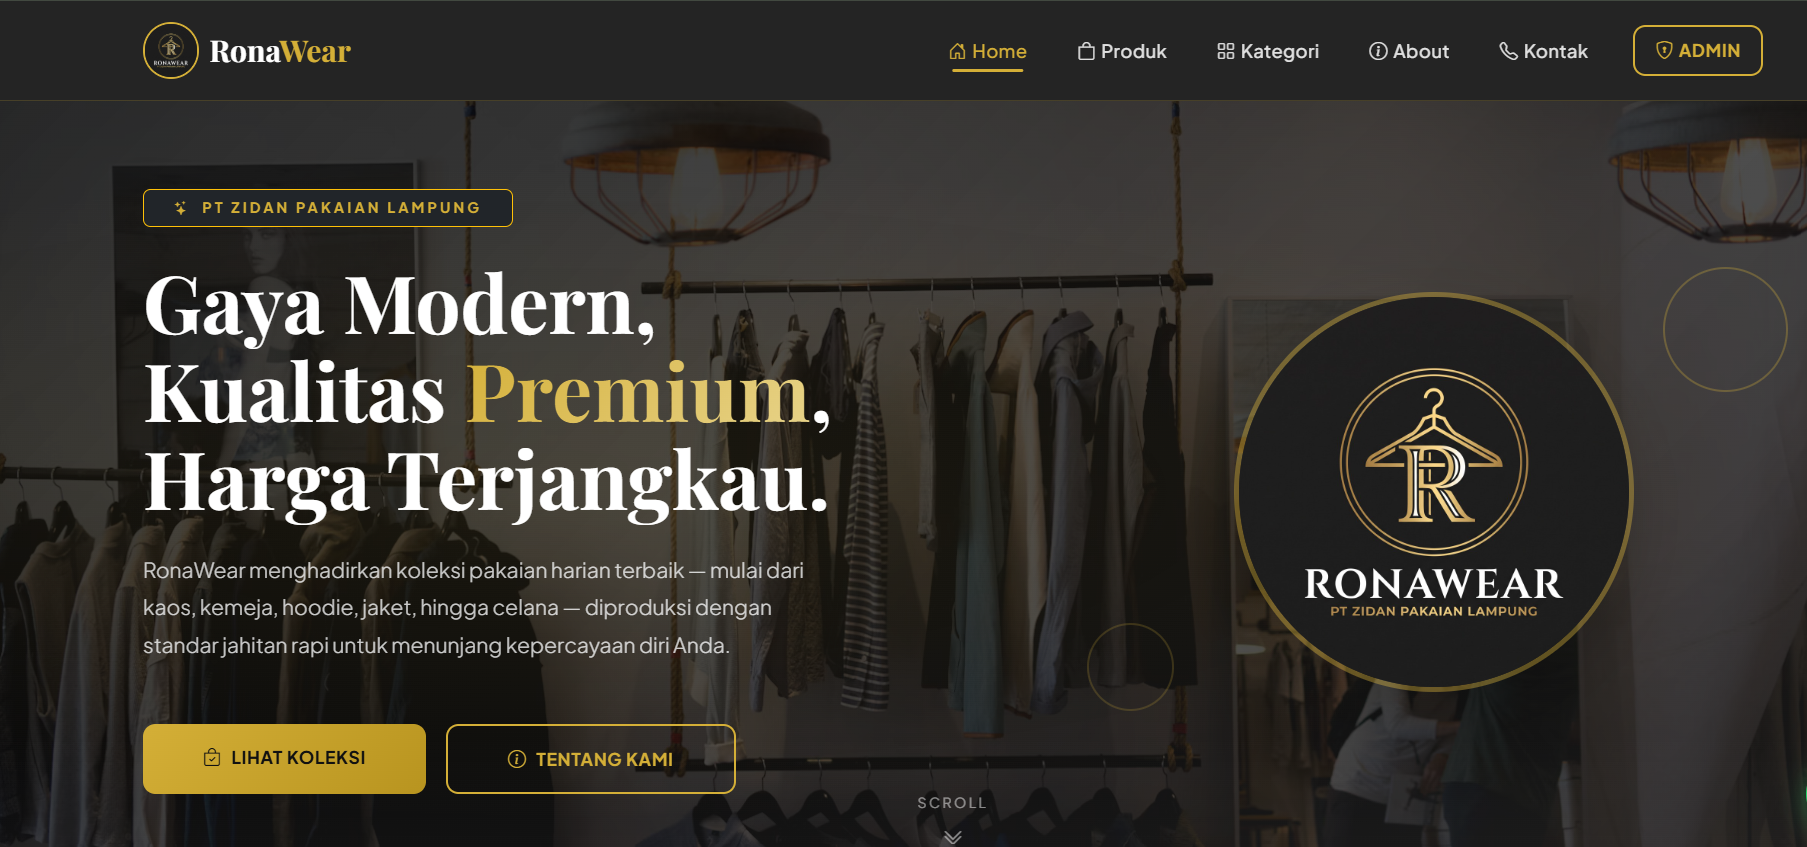 RONAWEAR
RonaWear
Home
Produk
Kategori
About
Kontak
ADMIN
PT ZIDAN PAKAIAN LAMPUNG
Gaya Modern,
Kualitas Premium,
Harga Terjangkau.
RonaWear menghadirkan koleksi pakaian harian terbaik — mulai dari
kaos, kemeja, hoodie, jaket, hingga celana — diproduksi dengan
standar jahitan rapi untuk menunjang kepercayaan diri Anda.
LIHAT KOLEKSI
TENTANG KAMI
R
RONAWEAR
PT ZIDAN PAKAIAN LAMPUNG
SCROLL